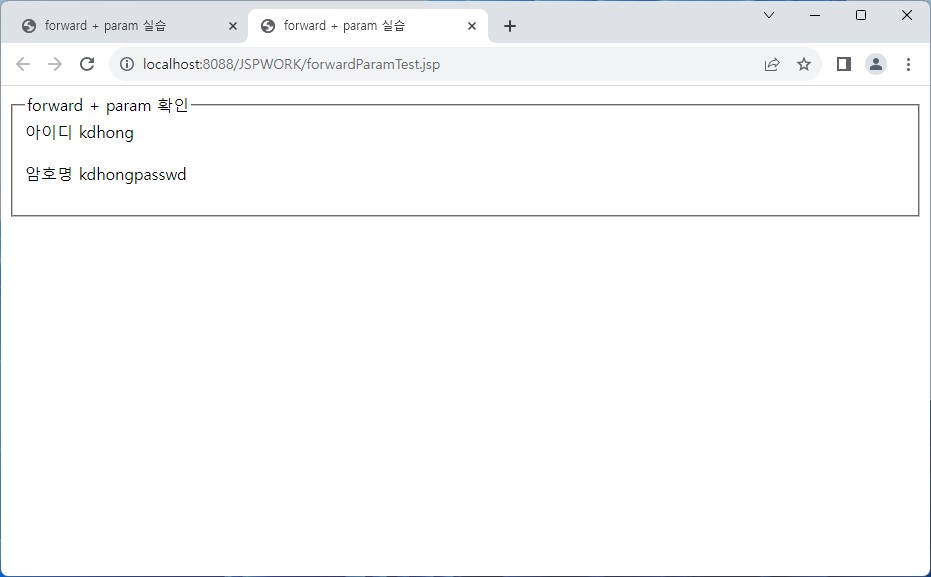 forward + param 실습
forward + param 실습
localhost:8088/JSPWORK/forwardParamTest.jsp
forward + param 확인
아이디 kdhong
암호명 kdhongpasswd